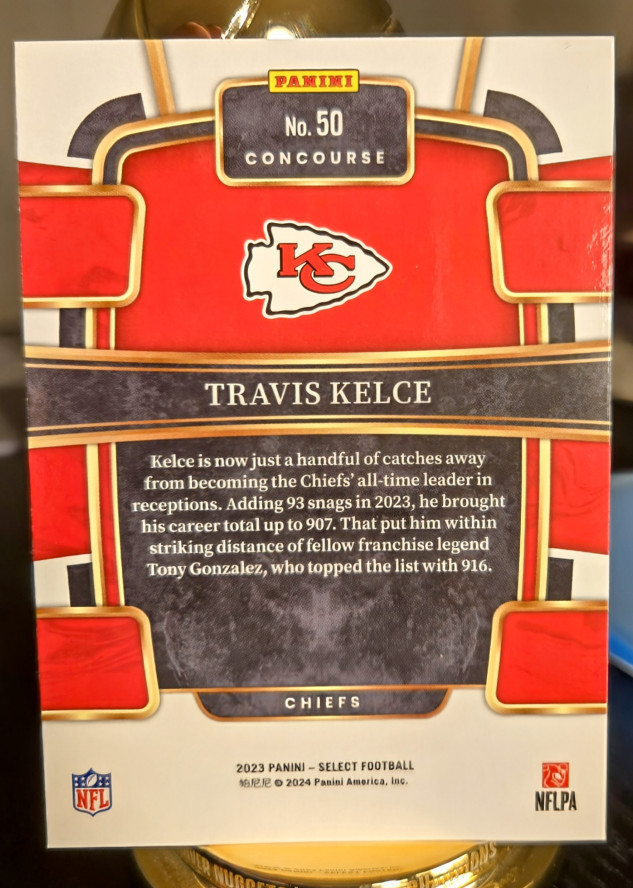 PANINI
No. 50
CONCOURSE
KC
TRAVIS KELCE
Kelce is now just a handful of catches away
from becoming the Chiefs' all-time leader in
receptions. Adding 93 snags in 2023, he brought
his career total up to 907. That put him within
striking distance of fellow franchise legend
Tony Gonzalez, who topped the list with 916.
CHIEFS
2023 PANINI – SELECT FOOTBALL
帕尼尼 © 2024 Panini America, Inc.
NFL
NFLPA
NUGGETS